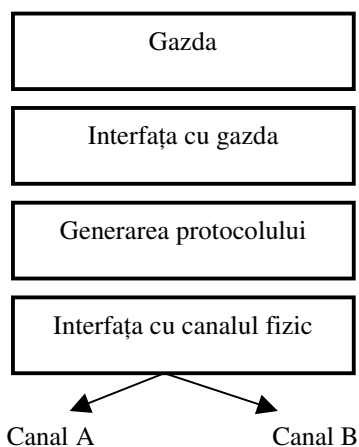 Gazda
Interfața cu gazda
Generarea protocolului
Interfața cu canalul fizic
Canal A Canal B